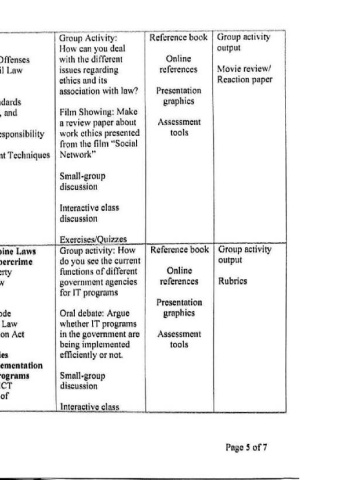 Group Activity: Reference book Group activity
How can you deal output
Offenses with the different Online
il Law issues regarding references Movie review/
ethics and its Reaction paper
association with law? Presentation
dards graphics
, and Film Showing: Make
a review paper about Assessment
esponsibility work ethics presented tools
from the film "Social
nt Techniques Network"
Small-group
discussion
Interactive class
discussion
Exercises/Quizzes
pine Laws Group activity: How Reference book Group activity
bercrime do you see the current output
erty functions of different Online
w government agencies references Rubrics
for IT programs
Presentation
ode Oral debate: Argue graphics
Law whether IT programs
on Act in the government are Assessment
being implemented tools
ies efficiently or not.
ementation
rograms Small-group
CT discussion
of
Interactive class
Page 5 of 7